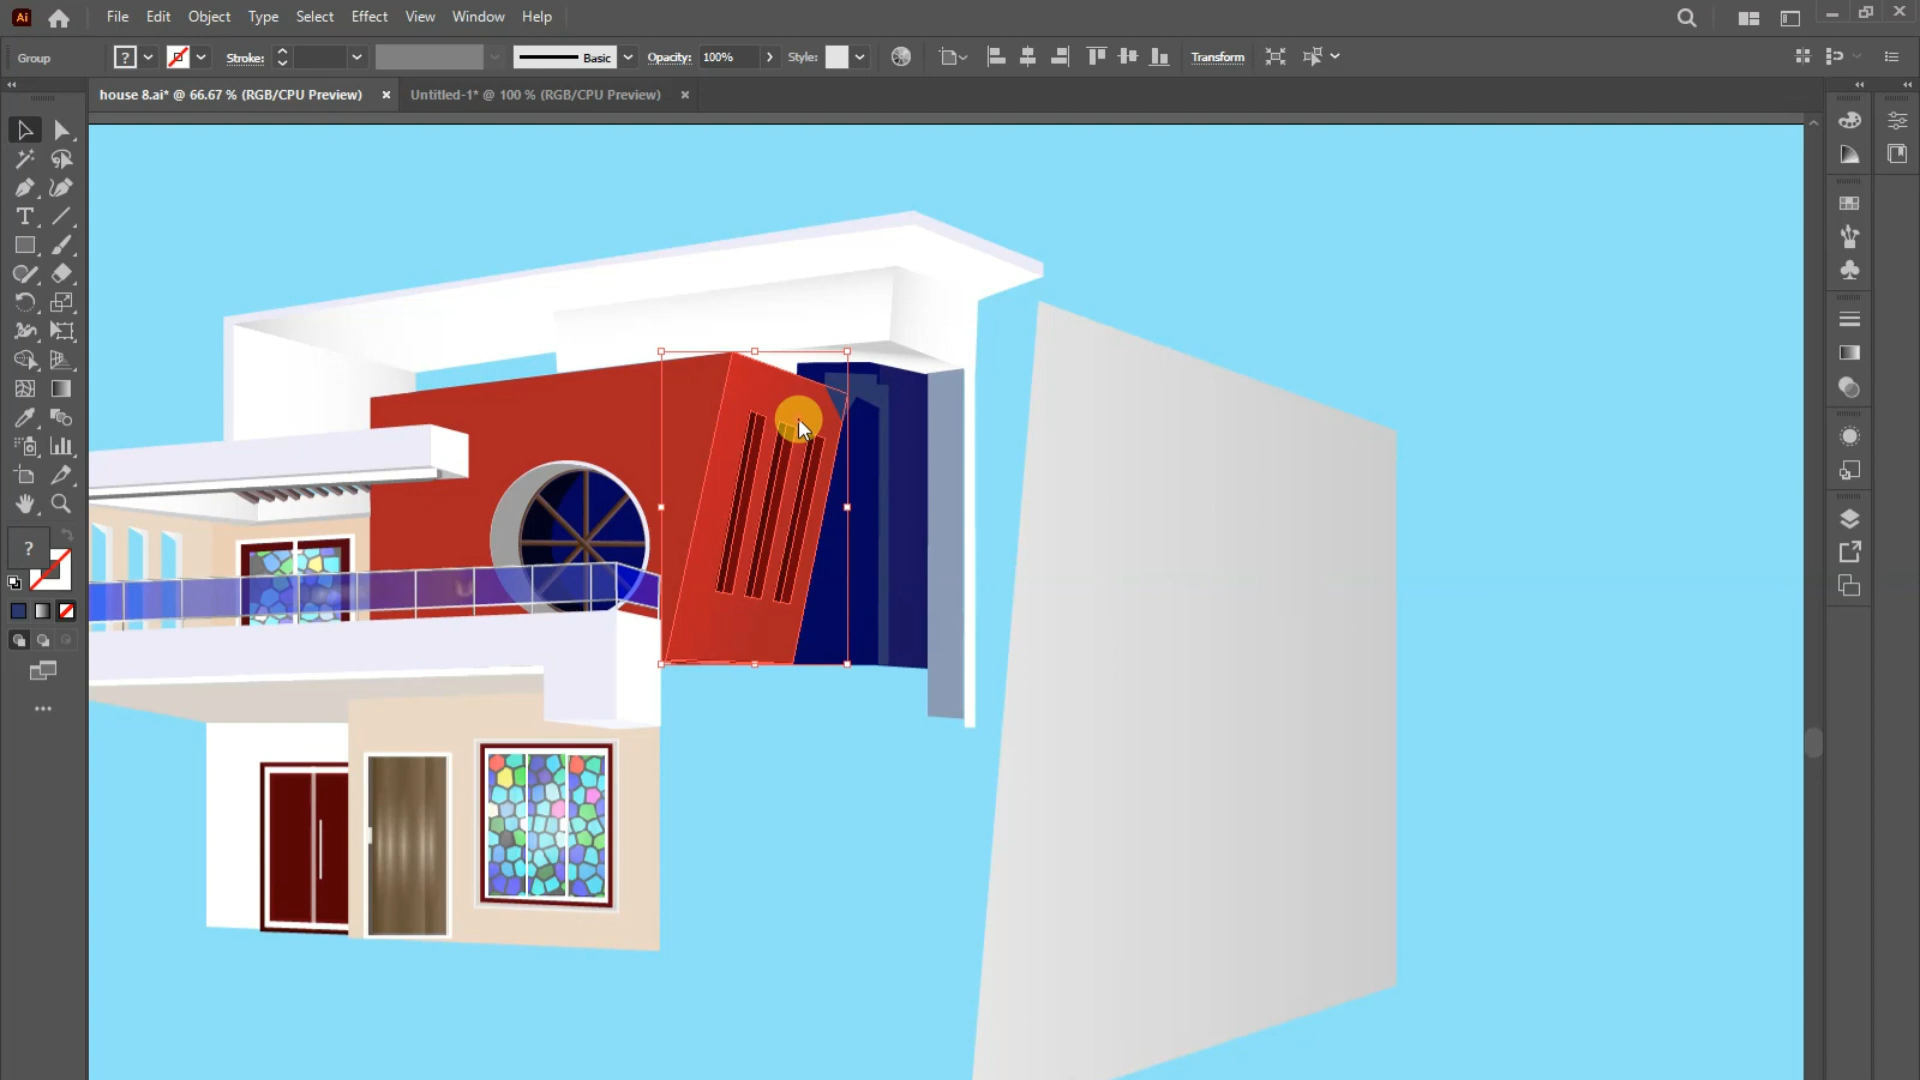 Ai File Edit Object Type Select Effect View Window Help
Group ? Stroke: Basic Opacity: 100% Style: Transform
house 8.ai* @ 66.67 % (RGB/CPU Preview) Untitled-1* @ 100 % (RGB/CPU Preview)
T
?